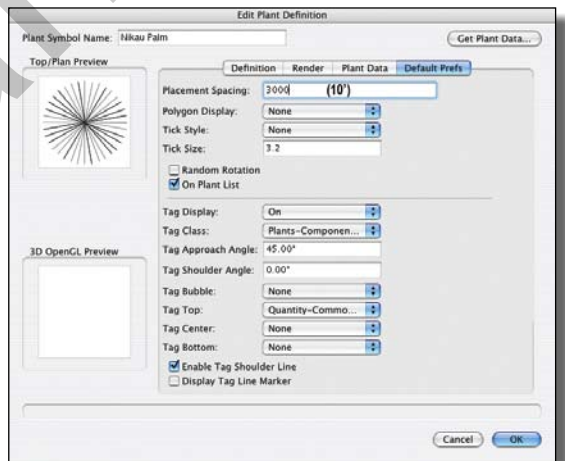 Edit Plant Definition
Plant Symbol Name: Nikau Palm
Get Plant Data...
Top/Plan Preview
Definition Render Plant Data Default Prefs
Placement Spacing: 3000 (10')
Polygon Display: None
Tick Style: None
Tick Size: 3.2
Random Rotation
On Plant List
Tag Display: On
Tag Class: Plants-Componen...
3D OpenGL Preview
Tag Approach Angle: 45.00°
Tag Shoulder Angle: 0.00°
Tag Bubble: None
Tag Top: Quantity-Commo...
Tag Center: None
Tag Bottom: None
Enable Tag Shoulder Line
Display Tag Line Marker
Cancel OK